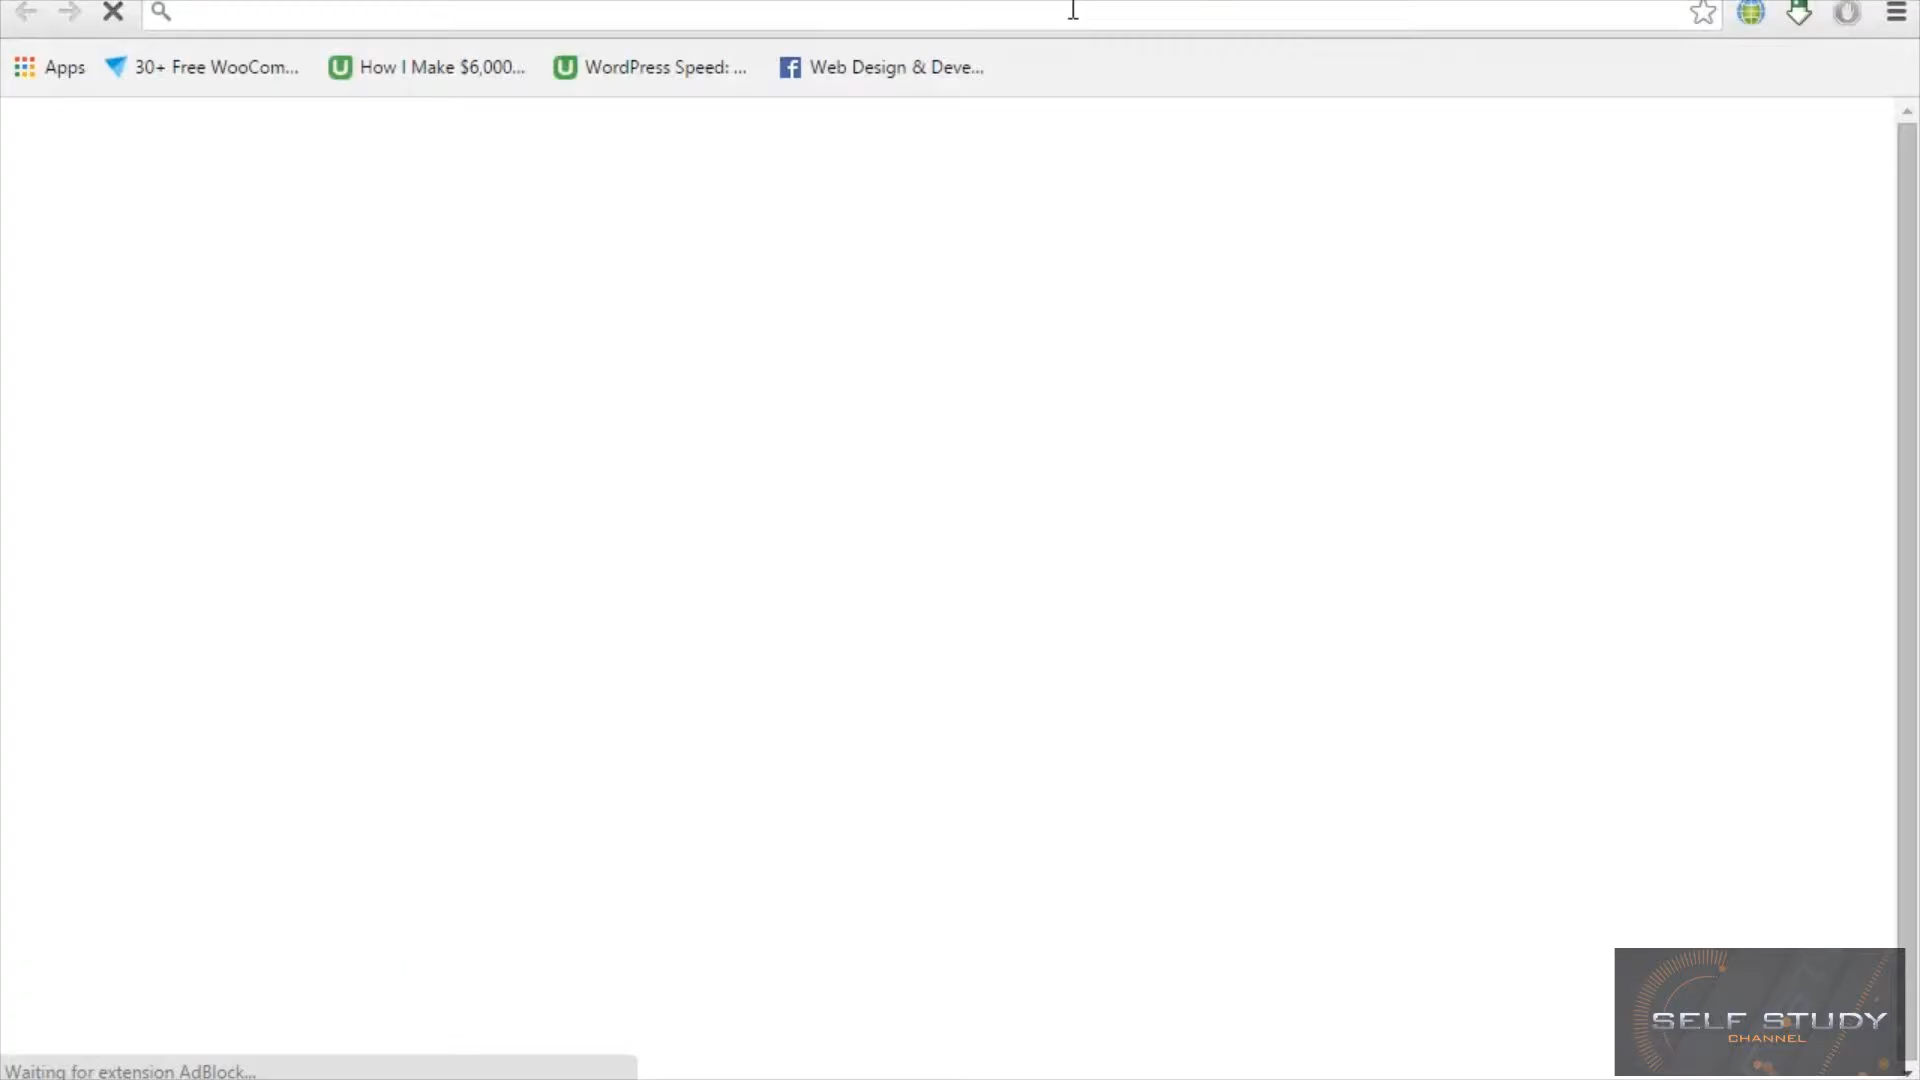 Apps 30+ Free WooCom... How I Make $6,000... WordPress Speed: ... Web Design & Deve...
SELF STUDY
CHANNEL
Waiting for extension AdBlock...